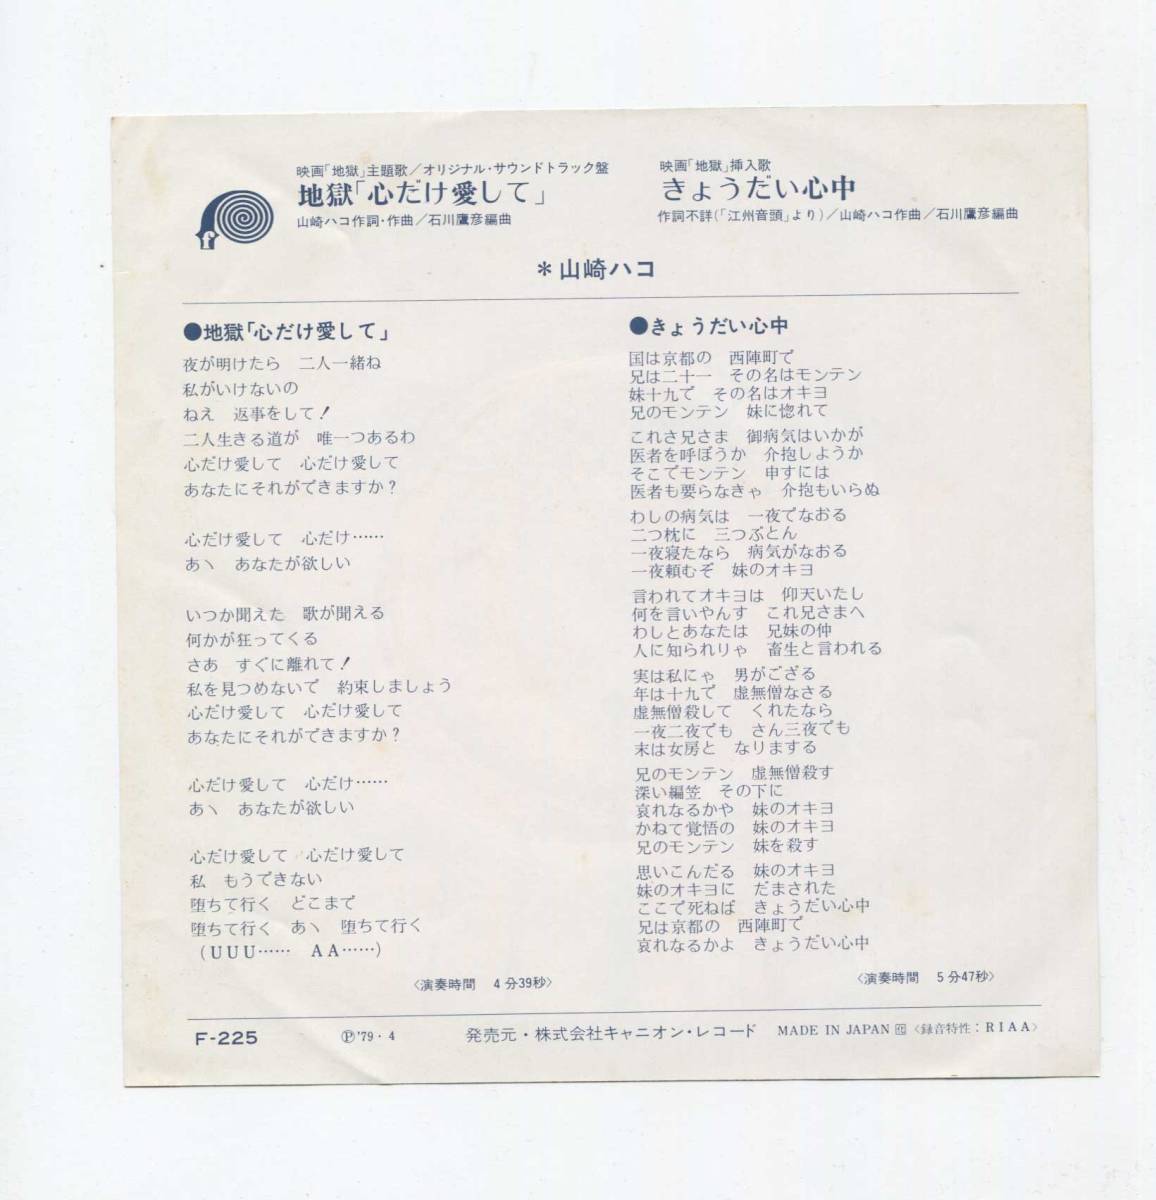 映画「地獄」主題歌／オリジナル・サウンドトラック盤
地獄「心だけ愛して」
山崎ハコ作詞・作曲／石川鷹彦編曲
映画「地獄」挿入歌
きょうだい心中
作詞不詳(「江州音頭」より)／山崎ハコ作曲／石川鷹彦編曲
f
＊山崎ハコ
●地獄「心だけ愛して」
夜が明けたら　二人一緒ね
私がいけないの
ねえ　返事をして！
二人生きる道が　唯一つあるわ
心だけ愛して　心だけ愛して
あなたにそれができますか？
心だけ愛して　心だけ……
あヽ　あなたが欲しい
いつか聞えた　歌が聞える
何かが狂ってくる
さあ　すぐに離れて！
私を見つめないで　約束しましょう
心だけ愛して　心だけ愛して
あなたにそれができますか？
心だけ愛して　心だけ……
あヽ　あなたが欲しい
心だけ愛して　心だけ愛して
私　もうできない
堕ちて行く　どこまで
堕ちて行く　あヽ　堕ちて行く
（UUU……　AA……）
〈演奏時間　4分39秒〉
●きょうだい心中
国は京都の　西陣町で
兄は二十一　その名はモンテン
妹十九で　その名はオキヨ
兄のモンテン　妹に惚れて
これさ兄さま　御病気はいかが
医者を呼ぼうか　介抱しようか
そこでモンテン　申すには
医者も要らなきゃ　介抱もいらぬ
わしの病気は　一夜でなおる
二つ枕に　三つぶとん
一夜寝たなら　病気がなおる
一夜頼むぞ　妹のオキヨ
言われてオキヨは　仰天いたし
何を言いやんす　これ兄さまへ
わしとあなたは　兄妹の仲
人に知られりゃ　畜生と言われる
実は私にゃ　男がござる
年は十九で　虚無僧なさる
虚無僧殺して　くれたなら
一夜二夜でも　さん三夜でも
末は女房と　なりまする
兄のモンテン　虚無僧殺す
深い編笠　その下に
哀れなるかや　妹のオキヨ
かねて覚悟の　妹のオキヨ
兄のモンテン　妹を殺す
思いこんだる　妹のオキヨ
妹のオキヨに　だまされた
ここで死ねば　きょうだい心中
兄は京都の　西陣町で
哀れなるかよ　きょうだい心中
〈演奏時間　5分47秒〉
F-225　Ⓟ'79・4　発売元・株式会社キャニオン・レコード　MADE IN JAPAN　〈録音特性：RIAA〉